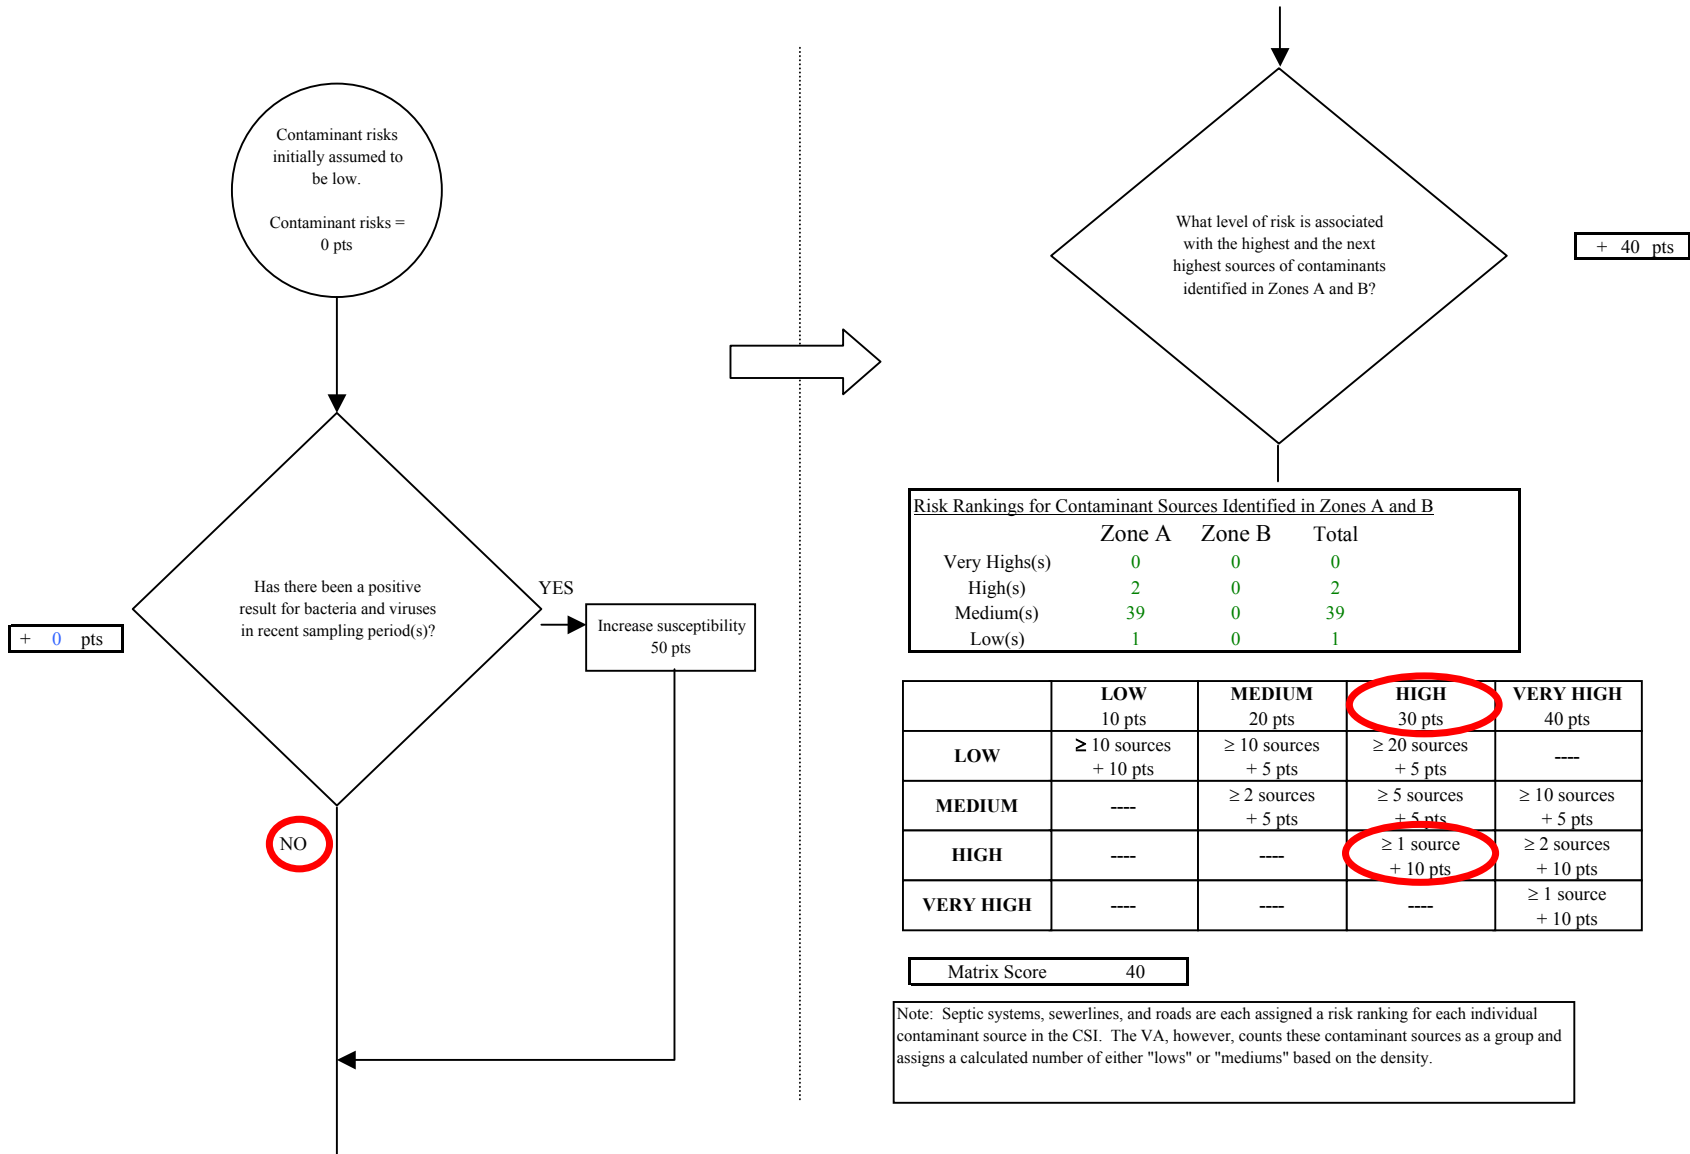 Contaminant risks
initially assumed to
be low.
Contaminant risks =
0 pts
Has there been a positive
result for bacteria and viruses
in recent sampling period(s)?
+ 0 pts
YES
Increase susceptibility
50 pts
NO
What level of risk is associated
with the highest and the next
highest sources of contaminants
identified in Zones A and B?
+ 40 pts
Risk Rankings for Contaminant Sources Identified in Zones A and B
Zone A Zone B Total
Very Highs(s) 0 0 0
High(s) 2 0 2
Medium(s) 39 0 39
Low(s) 1 0 1
LOW MEDIUM HIGH VERY HIGH
10 pts 20 pts 30 pts 40 pts
LOW ≥ 10 sources ≥ 10 sources ≥ 20 sources ----
+ 10 pts + 5 pts + 5 pts
MEDIUM ---- ≥ 2 sources ≥ 5 sources ≥ 10 sources
+ 5 pts + 5 pts + 5 pts
HIGH ---- ---- ≥ 1 source ≥ 2 sources
+ 10 pts + 10 pts
VERY HIGH ---- ---- ---- ≥ 1 source
+ 10 pts
Matrix Score 40
Note: Septic systems, sewerlines, and roads are each assigned a risk ranking for each individual
contaminant source in the CSI. The VA, however, counts these contaminant sources as a group and
assigns a calculated number of either "lows" or "mediums" based on the density.